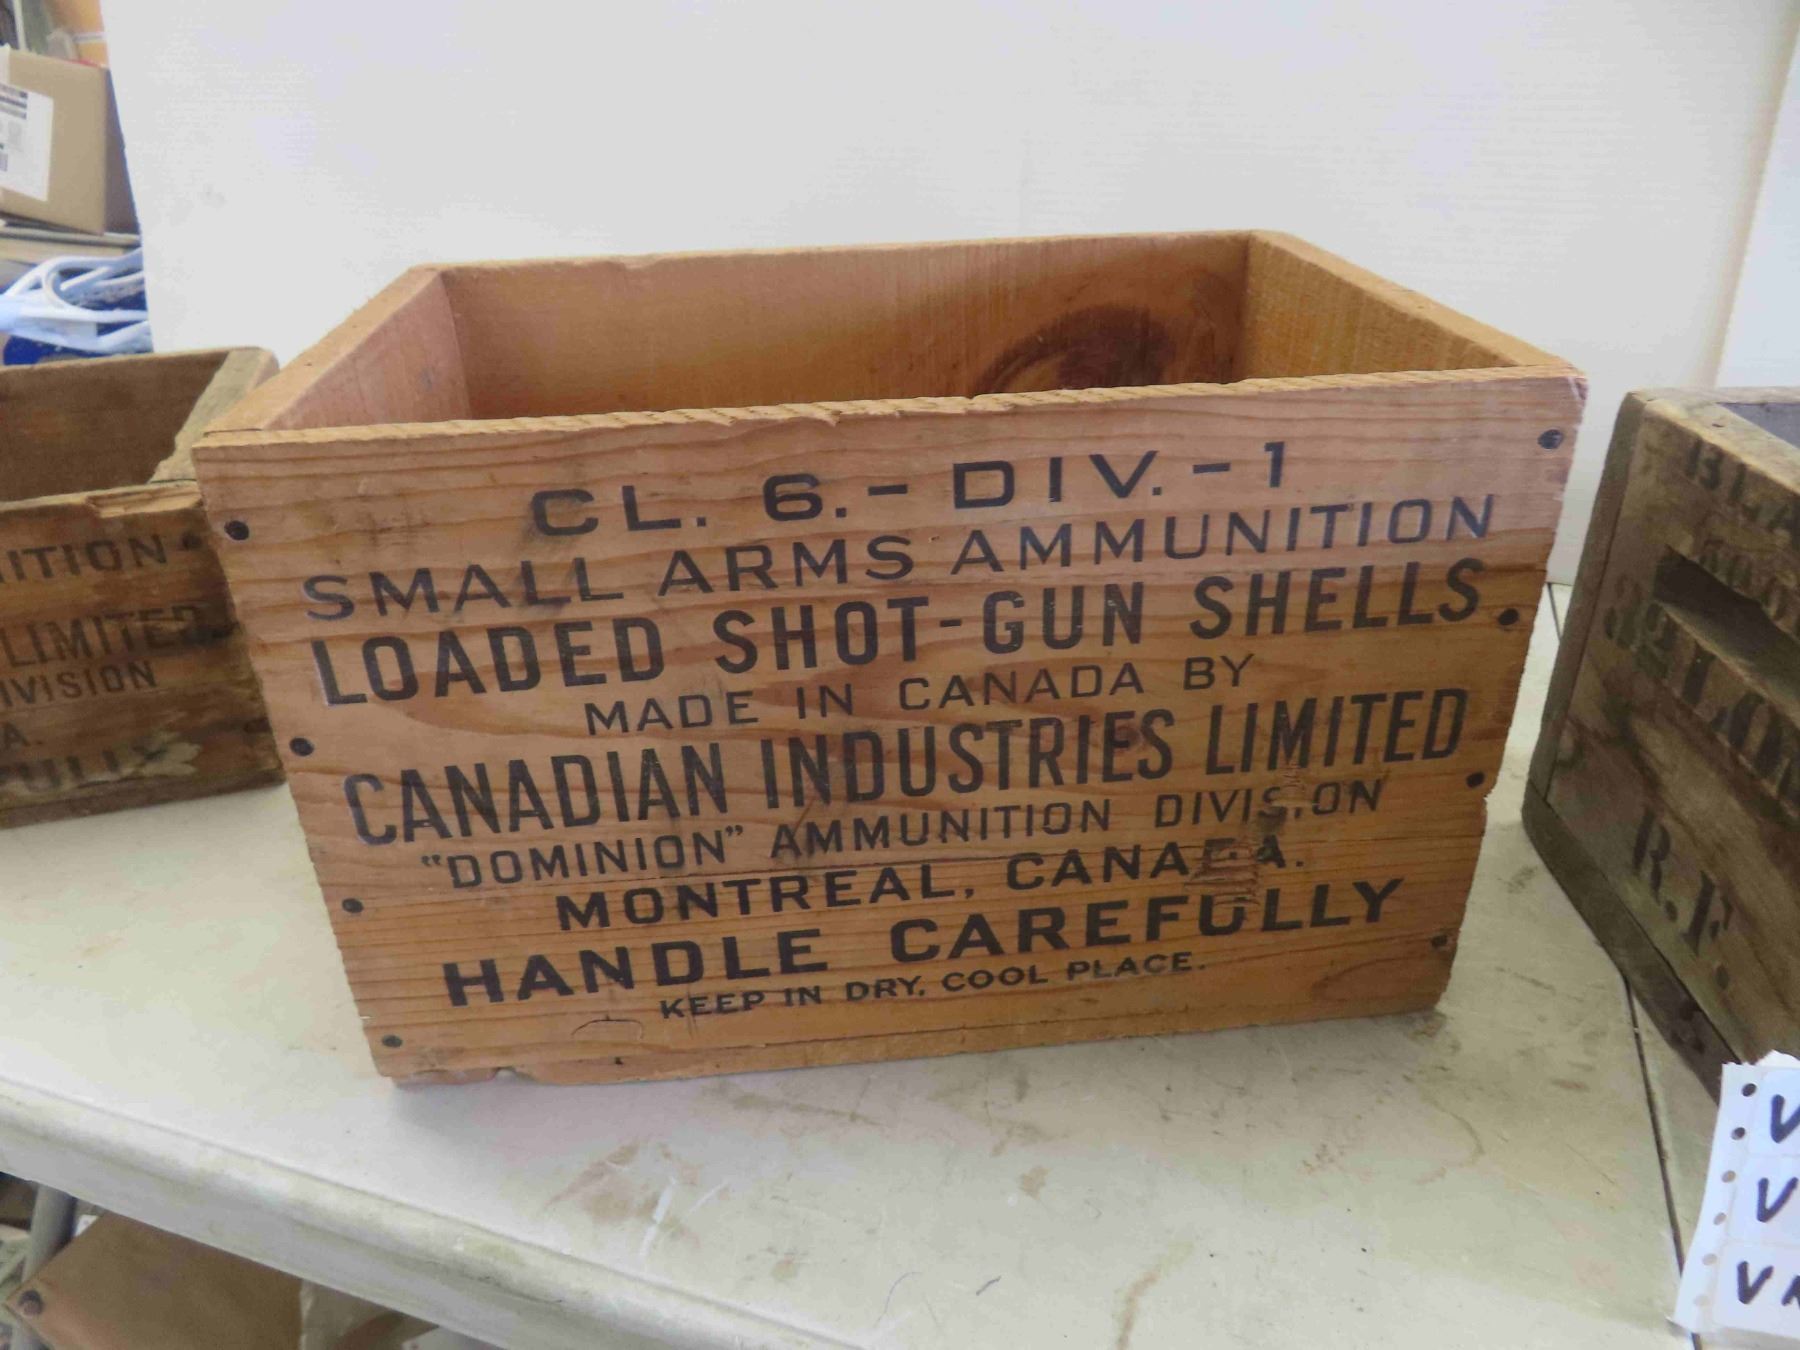 CL. 6. - DIV. - 1
SMALL ARMS AMMUNITION
LOADED SHOT-GUN SHELLS.
MADE IN CANADA BY
CANADIAN INDUSTRIES LIMITED
"DOMINION" AMMUNITION DIVISION
MONTREAL, CANADA.
HANDLE CAREFULLY
KEEP IN DRY, COOL PLACE.
LIMITED
R.F.
V
V
V